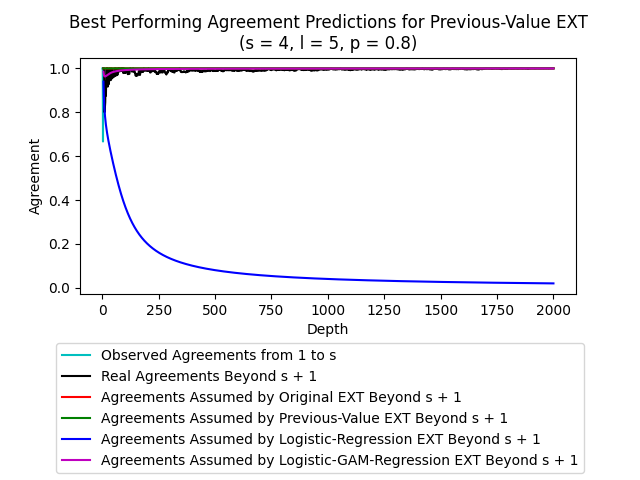 Best Performing Agreement Predictions for Previous-Value EXT
(s = 4, l = 5, p = 0.8)
1.0
0.8
0.6
0.4
0.2
0.0
Agreement
0 250 500 750 1000 1250 1500 1750 2000
Depth
Observed Agreements from 1 to s
Real Agreements Beyond s + 1
Agreements Assumed by Original EXT Beyond s + 1
Agreements Assumed by Previous-Value EXT Beyond s + 1
Agreements Assumed by Logistic-Regression EXT Beyond s + 1
Agreements Assumed by Logistic-GAM-Regression EXT Beyond s + 1